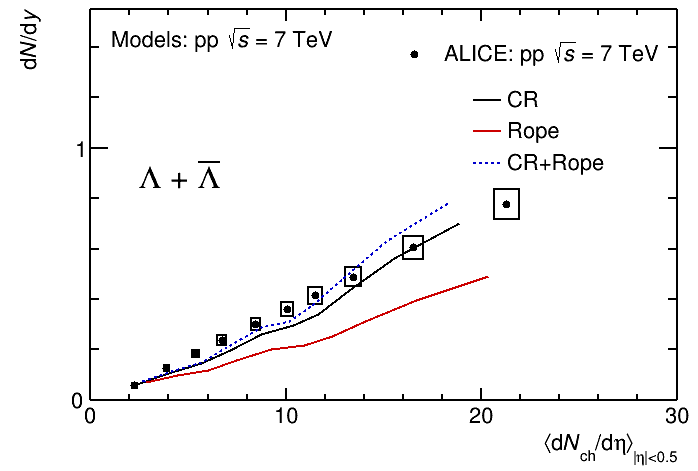 dN/dy
Models: pp √s = 7 TeV
ALICE: pp √s = 7 TeV
CR
Rope
CR+Rope
Λ + Λ̅
1
0
0 10 20 30
⟨dN_ch/dη⟩_|η|<0.5